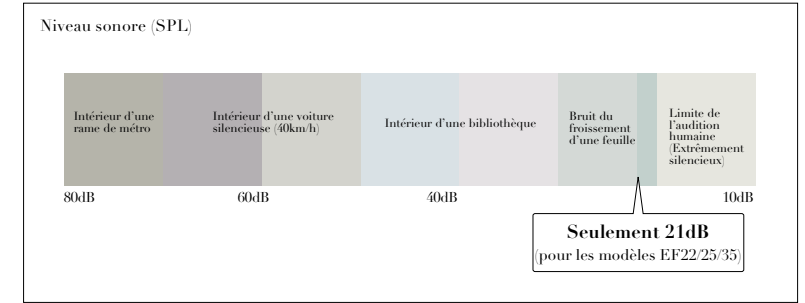 Niveau sonore (SPL)
Intérieur d'une
rame de métro
Intérieur d'une voiture
silencieuse (40km/h)
Intérieur d'une bibliothèque
Bruit du
froissement
d'une feuille
Limite de
l'audition
humaine
(Extrêmement
silencieux)
80dB
60dB
40dB
10dB
Seulement 21dB
(pour les modèles EF22/25/35)